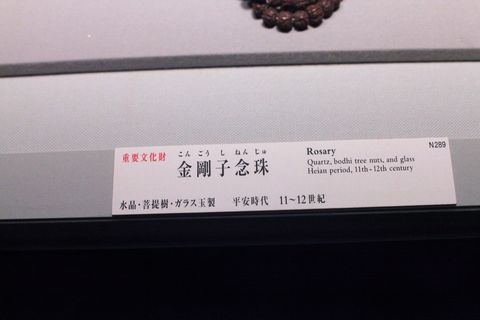 重要文化財
こんごうしねんじゅ
金剛子念珠
Rosary
Quartz, bodhi tree nuts, and glass
Heian period, 11th - 12th century
N289
水晶・菩提樹・ガラス玉製　平安時代　11～12世紀